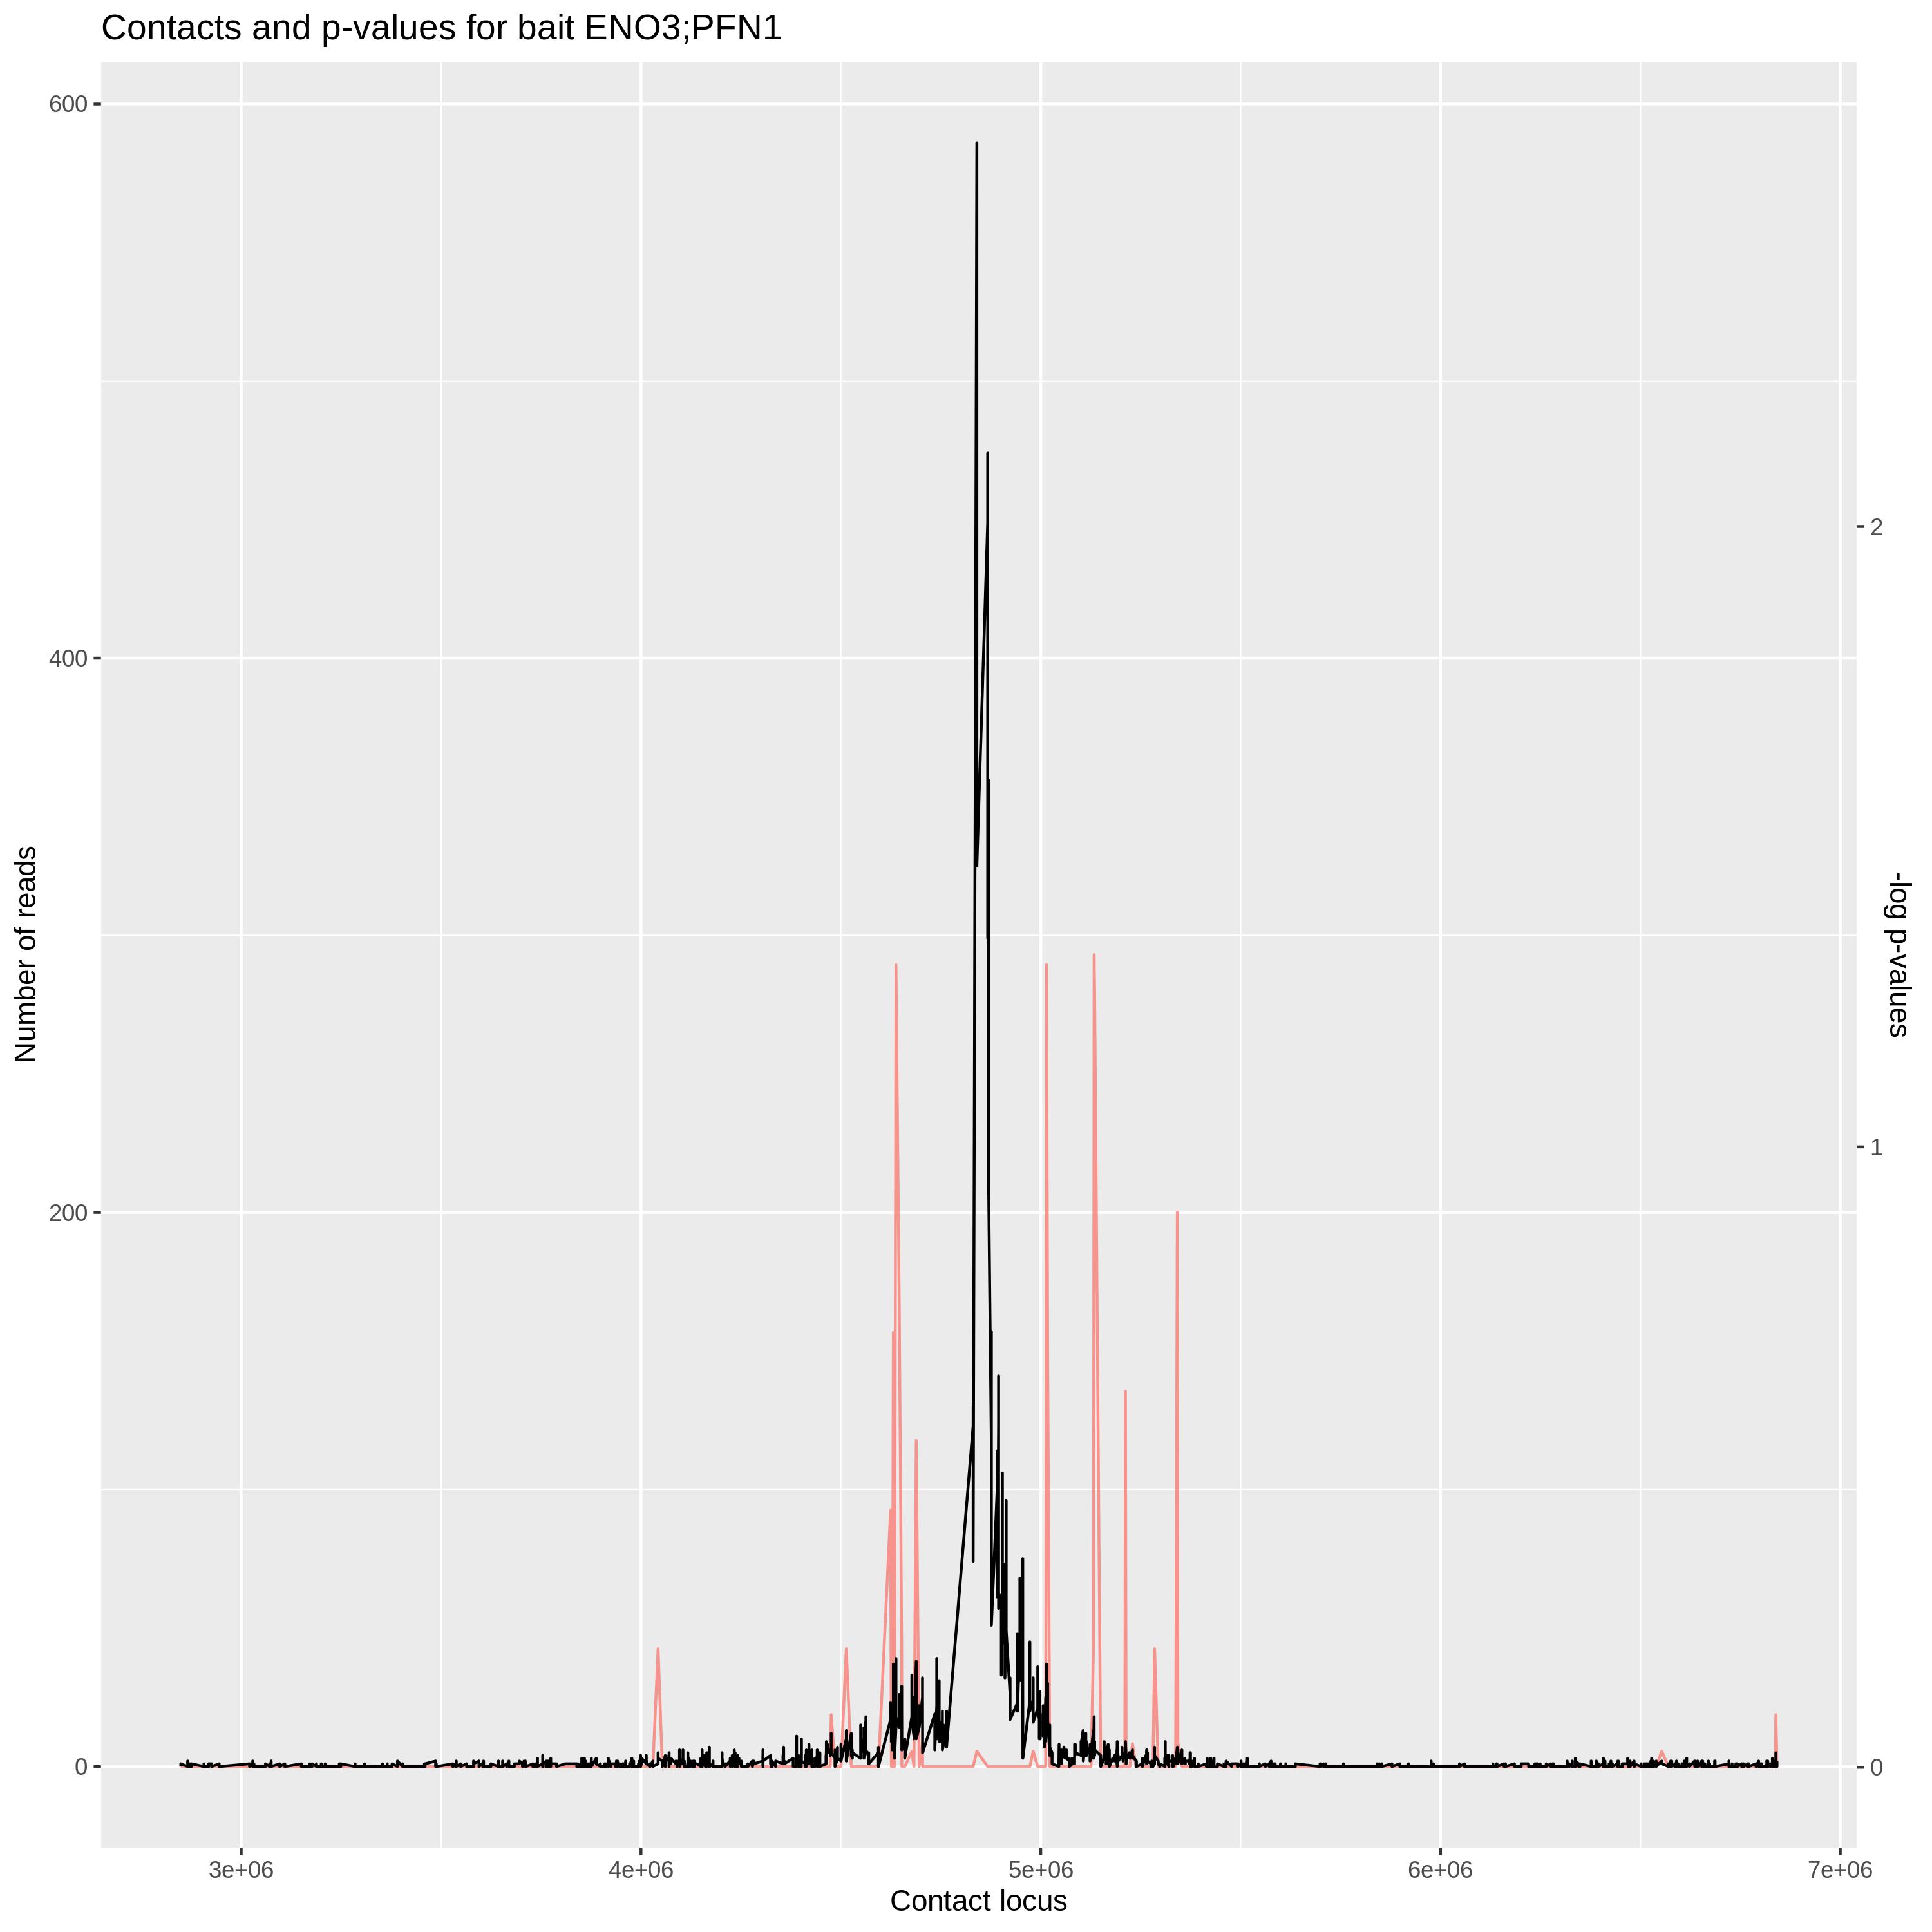 Contacts and p-values for bait ENO3;PFN1
600
400
200
0
Number of reads
2
1
0
-log p-values
3e+06
4e+06
5e+06
6e+06
7e+06
Contact locus